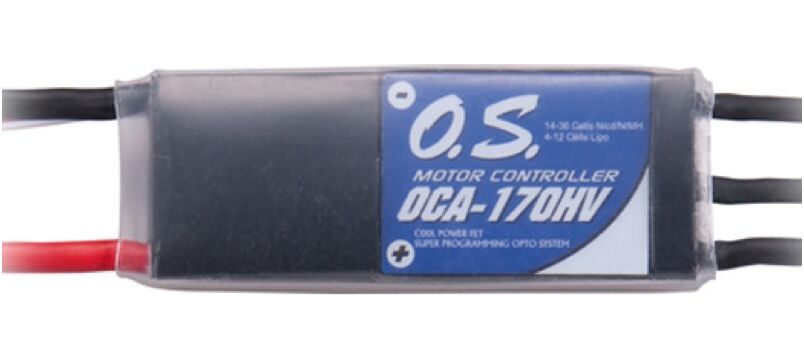 -
O.S.
14-36 Cells Nicd/NIMH
4-12 Cells Lipo
MOTOR CONTROLLER
OCA-170HV
COOL POWER FET
SUPER PROGRAMMING OPTO SYSTEM
+